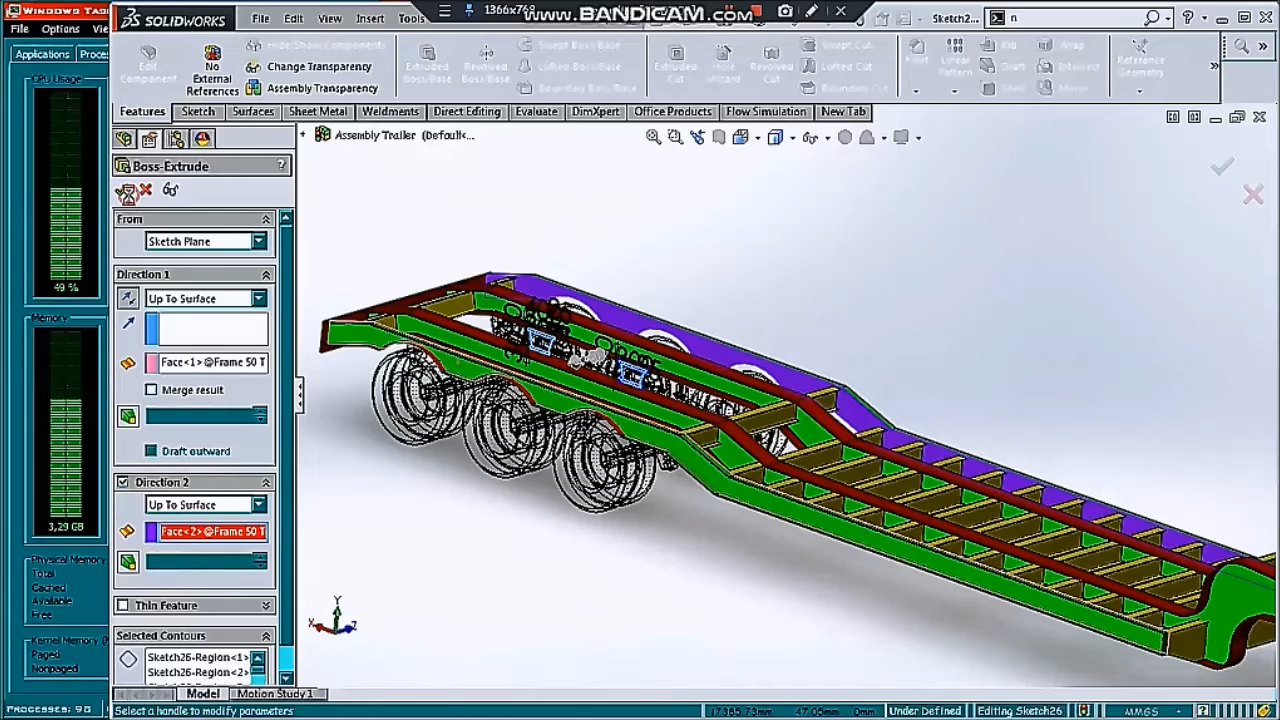 Windows Tas
File Options Vie
Applications Proce
CPU Usage
49 %
Memory
3,29 GB
Physical Memory
Total
Cached
Available
Free
Kernel Memory (
Paged
Nonpaged
Processes: 98
SOLIDWORKS
File Edit View Insert Tools
1366x768
www.BANDICAM.com
Sketch2...
n
Edit Component
No External References
Hide/Show Components
Change Transparency
Assembly Transparency
Extruded Boss/Base
Revolved Boss/Base
Swept Boss/Base
Lofted Boss/Base
Boundary Boss/Base
Extruded Cut
Hole Wizard
Revolved Cut
Swept Cut
Lofted Cut
Boundary Cut
Fillet
Linear Pattern
Rib
Draft
Shell
Wrap
Intersect
Mirror
Reference Geometry
Features Sketch Surfaces Sheet Metal Weldments Direct Editing Evaluate DimXpert Office Products Flow Simulation New Tab
Assembly Trailer (Default<...
Boss-Extrude
?
From
Sketch Plane
Direction 1
Up To Surface
Face<1>@Frame 50 T
Merge result
Draft outward
Direction 2
Up To Surface
Face<2>@Frame 50 T
Thin Feature
Selected Contours
Sketch26-Region<1>
Sketch26-Region<2>
Y
X
Z
Model Motion Study 1
Select a handle to modify parameters
17385.73mm 47.05mm 0mm Under Defined Editing Sketch26 MMGS